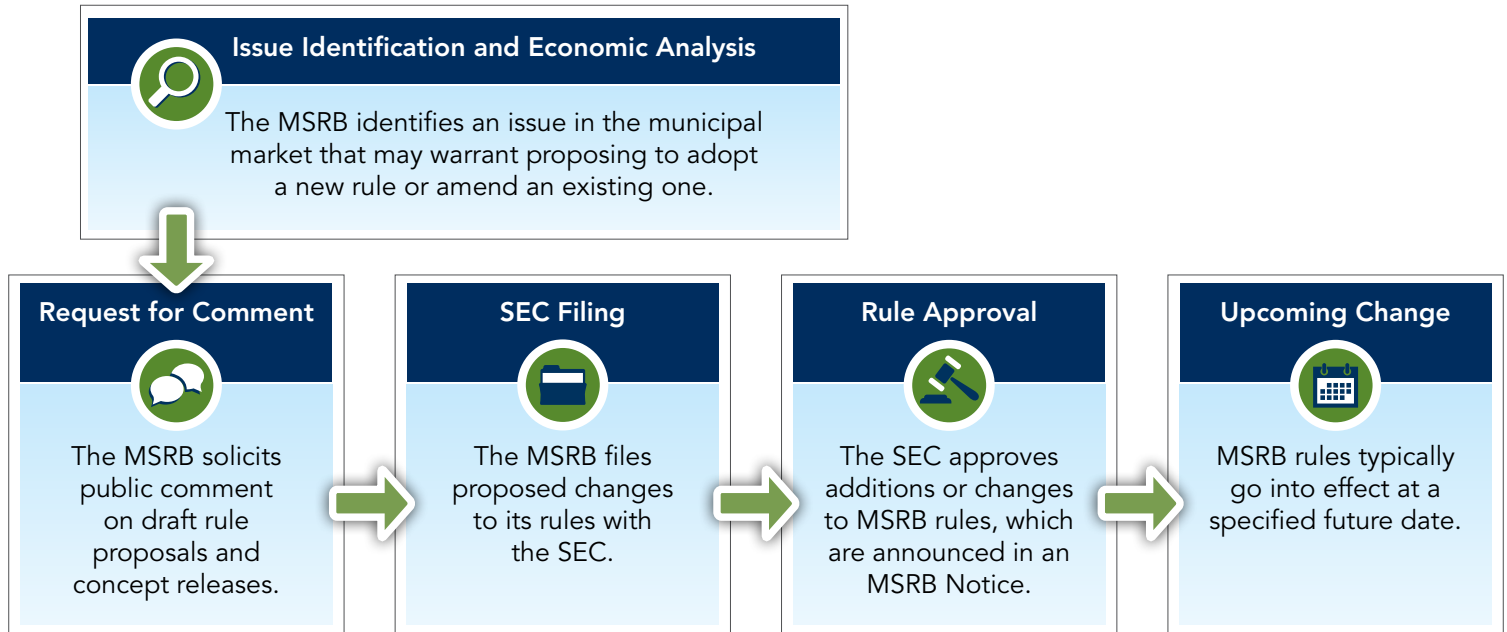 Issue Identification and Economic Analysis
The MSRB identifies an issue in the municipal
market that may warrant proposing to adopt
a new rule or amend an existing one.
Request for Comment
The MSRB solicits
public comment
on draft rule
proposals and
concept releases.
SEC Filing
The MSRB files
proposed changes
to its rules with
the SEC.
Rule Approval
The SEC approves
additions or changes
to MSRB rules, which
are announced in an
MSRB Notice.
Upcoming Change
MSRB rules typically
go into effect at a
specified future date.